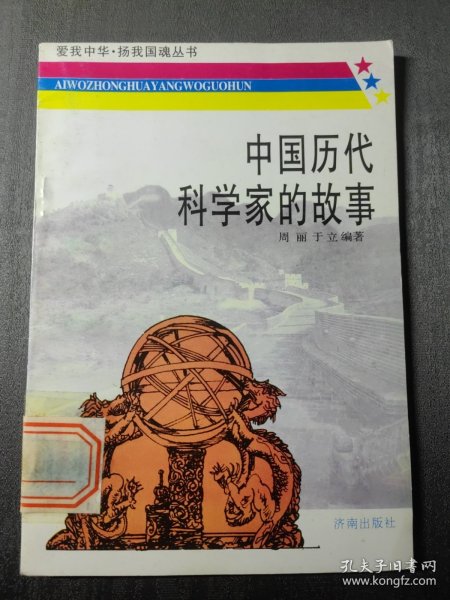 爱我中华·扬我国魂丛书
AIWOZHONGHUAYANGWOGUOHUN
中国历代
科学家的故事
周丽于立编著
济南出版社
孔夫子旧书网
www.kongfz.com